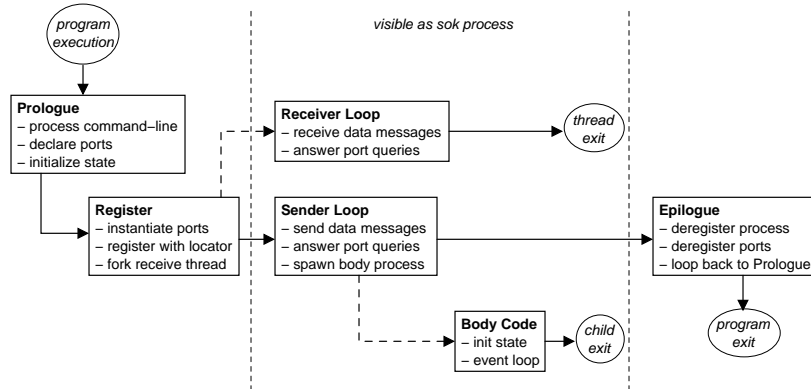 program
execution
visible as sok process
Prologue
– process command–line
– declare ports
– initialize state
Receiver Loop
– receive data messages
– answer port queries
thread
exit
Register
– instantiate ports
– register with locator
– fork receive thread
Sender Loop
– send data messages
– answer port queries
– spawn body process
Epilogue
– deregister process
– deregister ports
– loop back to Prologue
Body Code
– init state
– event loop
child
exit
program
exit